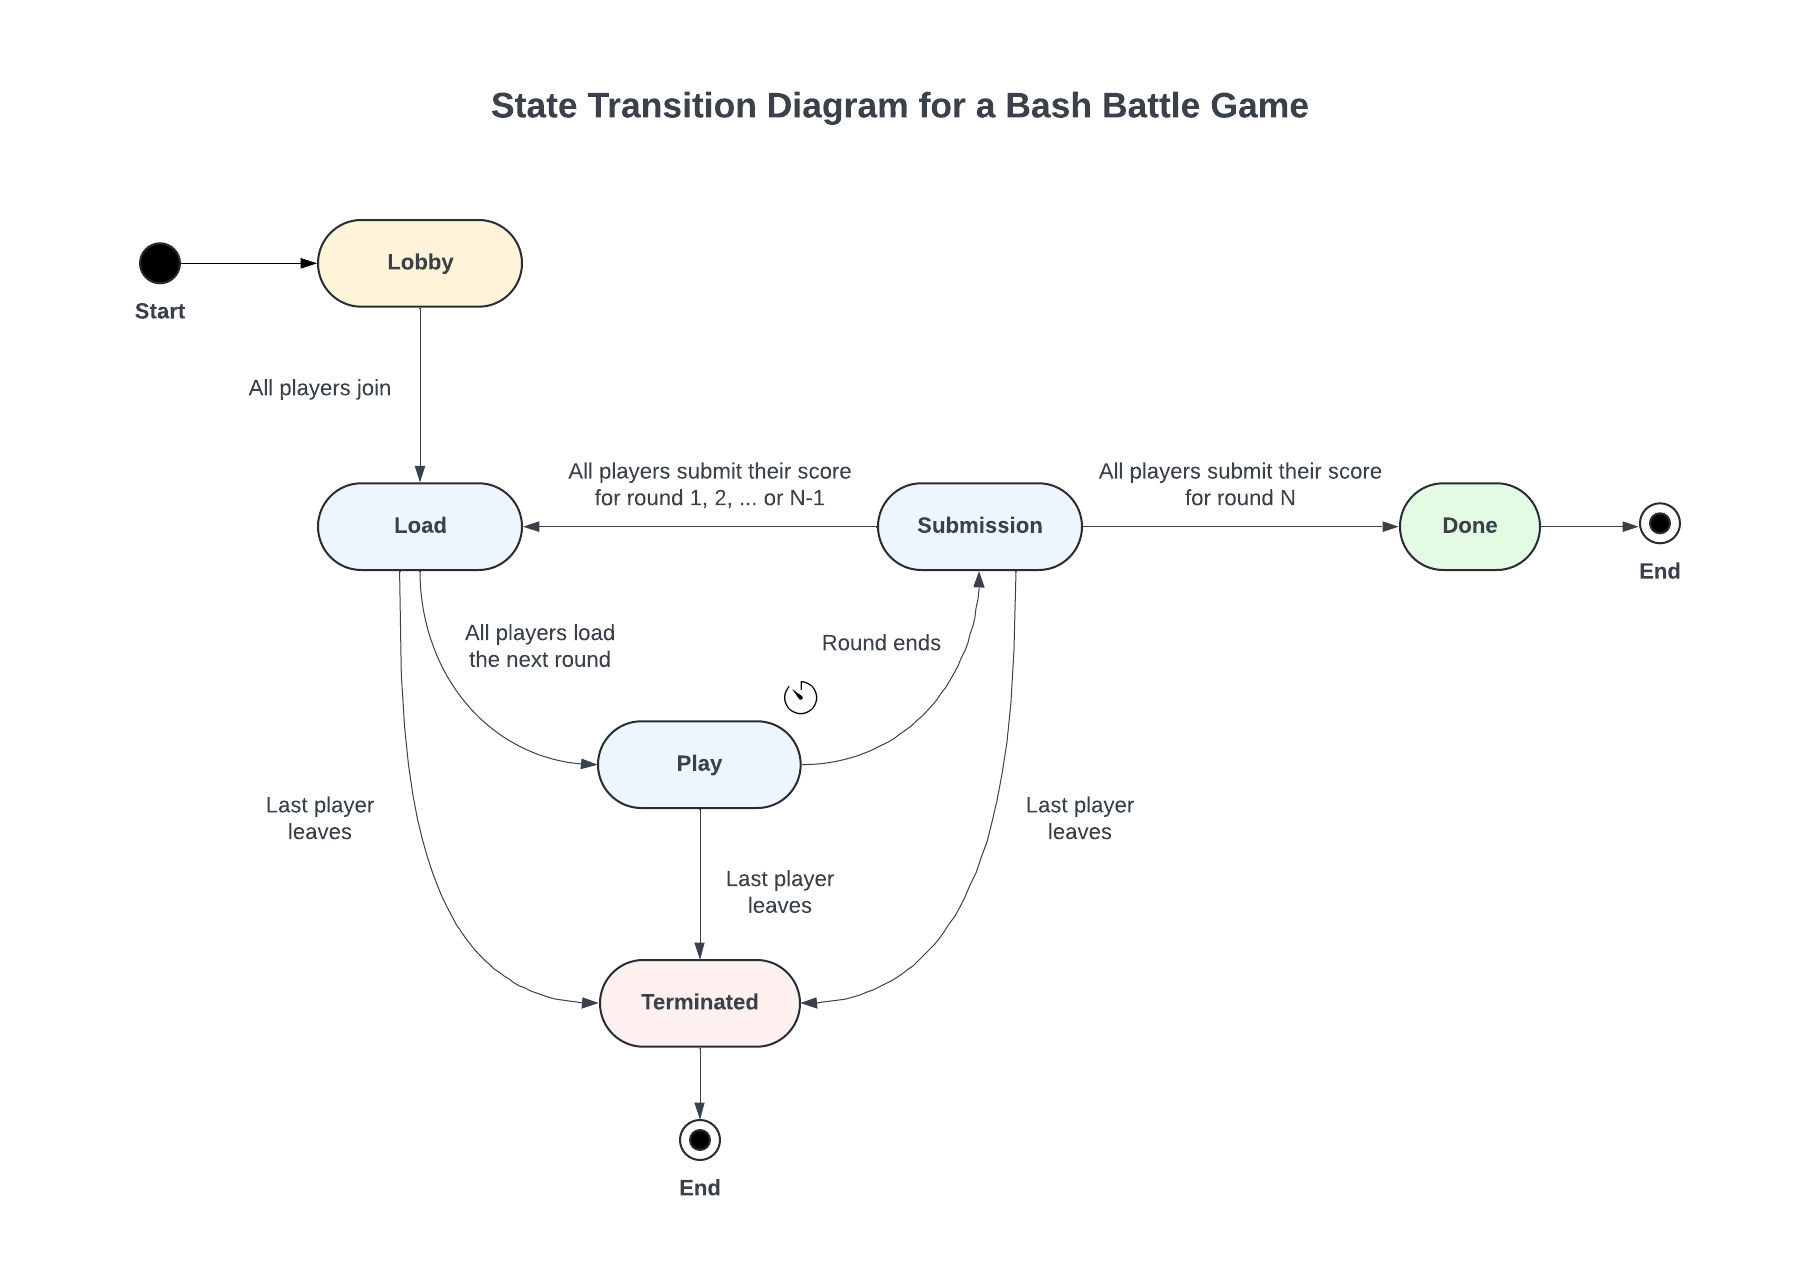 State Transition Diagram for a Bash Battle Game
Lobby
Start
All players join
All players submit their score
for round 1, 2, ... or N-1
All players submit their score
for round N
Load
Submission
Done
End
All players load
the next round
Round ends
Play
Last player
leaves
Last player
leaves
Last player
leaves
Terminated
End